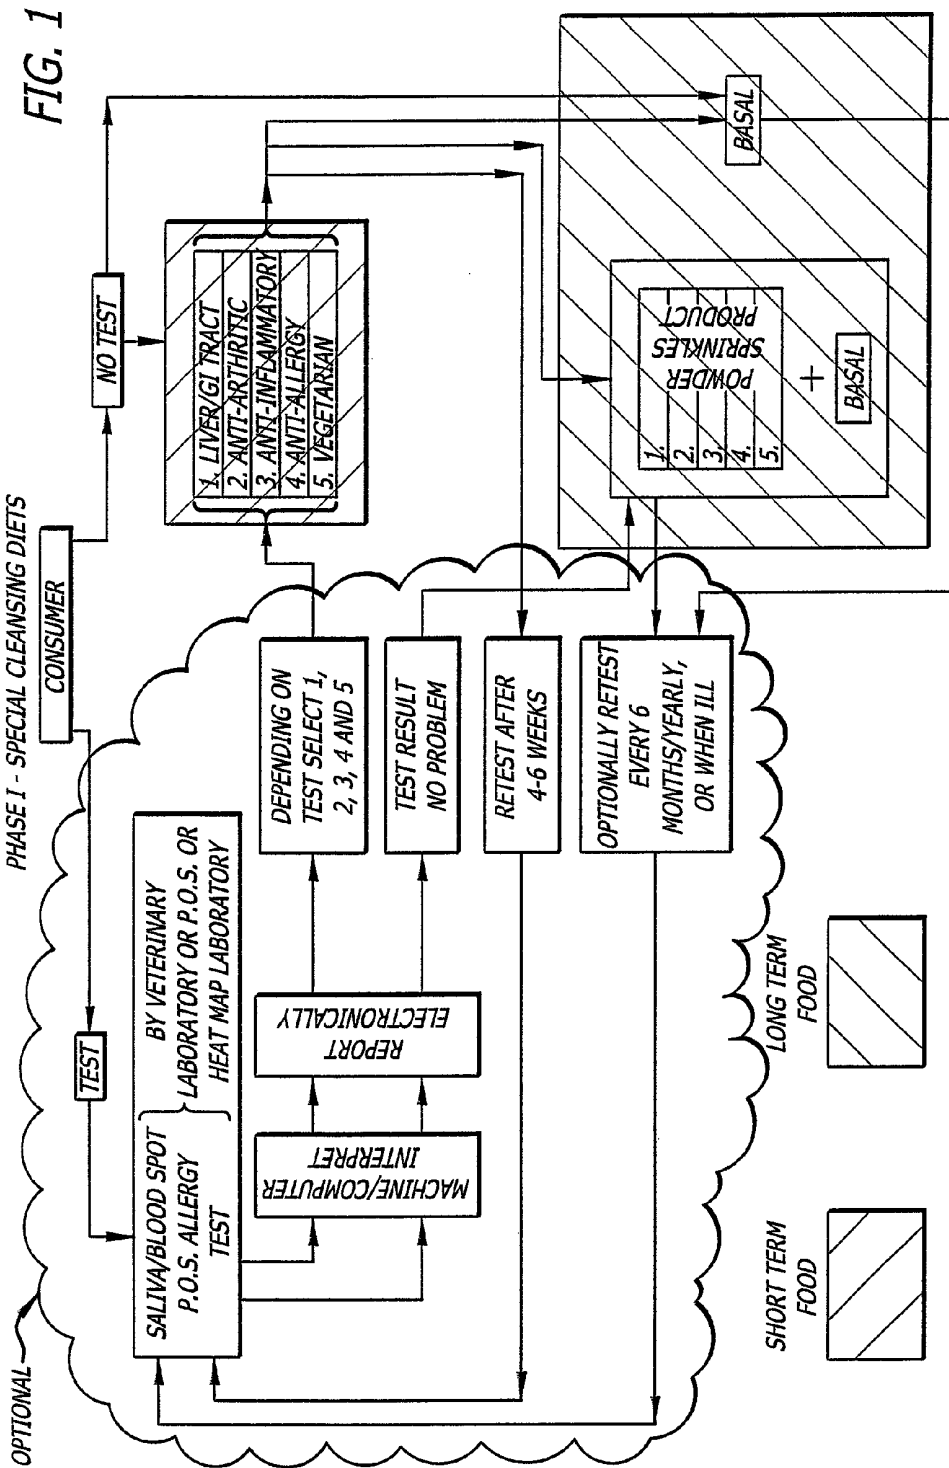 FIG. 1
PHASE I - SPECIAL CLEANSING DIETS
OPTIONAL
CONSUMER
TEST
NO TEST
SALIVA/BLOOD SPOT
P.O.S. ALLERGY
TEST
BY VETERINARY
LABORATORY OR P.O.S. OR
HEAT MAP LABORATORY
MACHINE/COMPUTER
INTERPRET
REPORT
ELECTRONICALLY
DEPENDING ON
TEST SELECT 1,
2, 3, 4 AND 5
TEST RESULT
NO PROBLEM
RETEST AFTER
4-6 WEEKS
OPTIONALLY RETEST
EVERY 6
MONTHS/YEARLY,
OR WHEN ILL
1. LIVER/GI TRACT
2. ANTI-ARTHRITIC
3. ANTI-INFLAMMATORY
4. ANTI-ALLERGY
5. VEGETARIAN
1.
2.
3.
4.
5.
POWDER
SPRINKLES
PRODUCT
+
BASAL
BASAL
SHORT TERM
FOOD
LONG TERM
FOOD